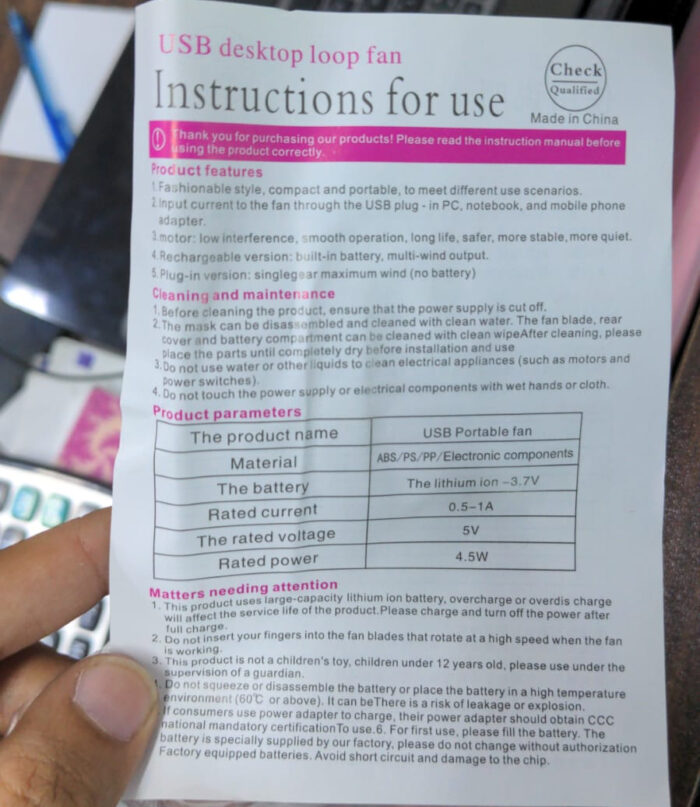 USB desktop loop fan
Check
Qualified
Instructions for use
Made in China
Thank you for purchasing our products! Please read the instruction manual before
using the product correctly.
Product features
1.Fashionable style, compact and portable, to meet different use scenarios.
2.Input current to the fan through the USB plug - in PC, notebook, and mobile phone
adapter.
3.motor: low interference, smooth operation, long life, safer, more stable, more quiet.
4.Rechargeable version: built-in battery, multi-wind output.
5.Plug-in version: singlegear maximum wind (no battery)
Cleaning and maintenance
1.Before cleaning the product, ensure that the power supply is cut off.
2.The mask can be disassembled and cleaned with clean water. The fan blade, rear
cover and battery compartment can be cleaned with clean wipeAfter cleaning, please
place the parts until completely dry before installation and use
3.Do not use water or other liquids to clean electrical appliances (such as motors and
power switches).
4.Do not touch the power supply or electrical components with wet hands or cloth.
Product parameters
The product name USB Portable fan
Material ABS/PS/PP/Electronic components
The battery The lithium ion -3.7V
Rated current 0.5-1A
The rated voltage 5V
Rated power 4.5W
Matters needing attention
1. This product uses large-capacity lithium ion battery, overcharge or overdis charge
will affect the service life of the product.Please charge and turn off the power after
full charge.
2. Do not insert your fingers into the fan blades that rotate at a high speed when the fan
is working.
3. This product is not a children's toy, children under 12 years old, please use under the
supervision of a guardian.
4. Do not squeeze or disassemble the battery or place the battery in a high temperature
environment (60℃ or above). It can beThere is a risk of leakage or explosion.
If consumers use power adapter to charge, their power adapter should obtain CCC
national mandatory certificationTo use.6. For first use, please fill the battery. The
battery is specially supplied by our factory, please do not change without authorization
Factory equipped batteries. Avoid short circuit and damage to the chip.